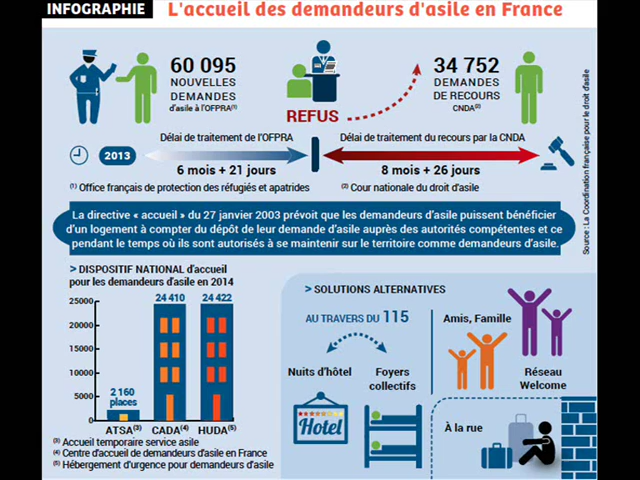 INFOGRAPHIE
L'accueil des demandeurs d'asile en France
60 095
NOUVELLES
DEMANDES
d'asile à l'OFPRA(1)
REFUS
34 752
DEMANDES
DE RECOURS
CNDA(2)
Délai de traitement de l'OFPRA
Délai de traitement du recours par la CNDA
2013
6 mois + 21 jours
8 mois + 26 jours
(1) Office français de protection des réfugiés et apatrides
(2) Cour nationale du droit d'asile
Source : La Coordination française pour le droit d'asile
La directive « accueil » du 27 janvier 2003 prévoit que les demandeurs d'asile puissent bénéficier
d'un logement à compter du dépôt de leur demande d'asile auprès des autorités compétentes et ce
pendant le temps où ils sont autorisés à se maintenir sur le territoire comme demandeurs d'asile.
> DISPOSITIF NATIONAL d'accueil
pour les demandeurs d'asile en 2014
25000
20000
15000
10000
5000
0
2 160
places
24 410
24 422
ATSA(3)
CADA(4)
HUDA(5)
(3) Accueil temporaire service asile
(4) Centre d'accueil de demandeurs d'asile en France
(5) Hébergement d'urgence pour demandeurs d'asile
> SOLUTIONS ALTERNATIVES
AU TRAVERS DU 115
Nuits d'hôtel
Foyers
collectifs
Hotel
Amis, Famille
Réseau
Welcome
À la rue